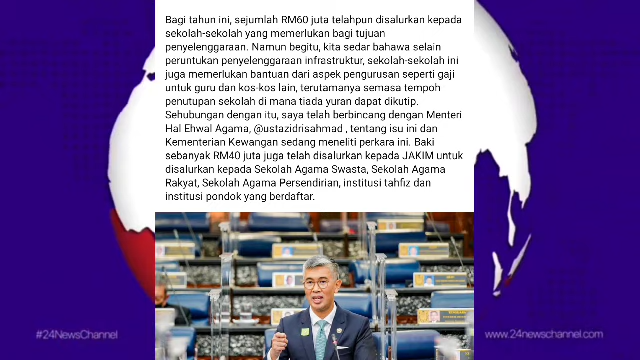 Bagi tahun ini, sejumlah RM60 juta telahpun disalurkan kepada
sekolah-sekolah yang memerlukan bagi tujuan
penyelenggaraan. Namun begitu, kita sedar bahawa selain
peruntukan penyelenggaraan infrastruktur, sekolah-sekolah ini
juga memerlukan bantuan dari aspek pengurusan seperti gaji
untuk guru dan kos-kos lain, terutamanya semasa tempoh
penutupan sekolah di mana tiada yuran dapat dikutip.
Sehubungan dengan itu, saya telah berbincang dengan Menteri
Hal Ehwal Agama, @ustazidrisahmad , tentang isu ini dan
Kementerian Kewangan sedang meneliti perkara ini. Baki
sebanyak RM40 juta juga telah disalurkan kepada JAKIM untuk
disalurkan kepada Sekolah Agama Swasta, Sekolah Agama
Rakyat, Sekolah Agama Persendirian, institusi tahfiz dan
institusi pondok yang berdaftar.
#24NewsChannel
www.24newschannel.com